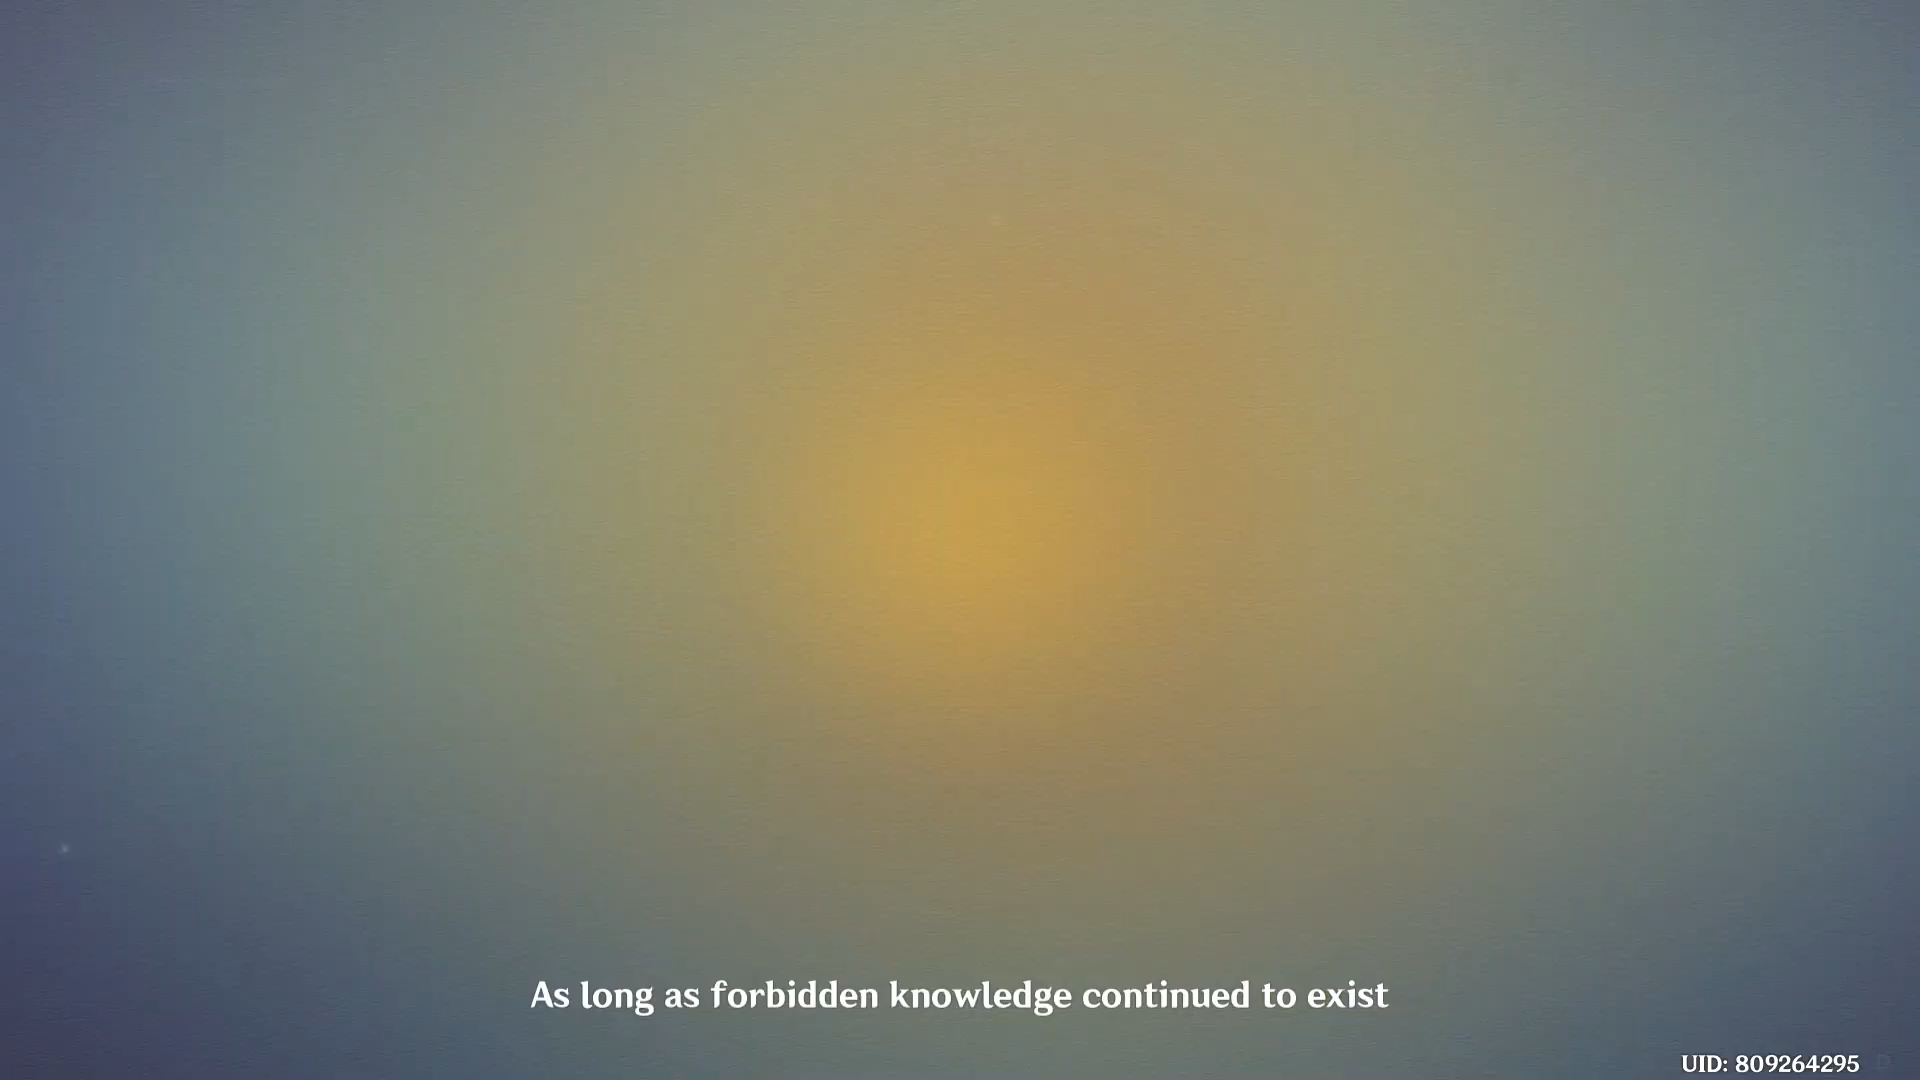 As long as forbidden knowledge continued to exist
UID: 809264295